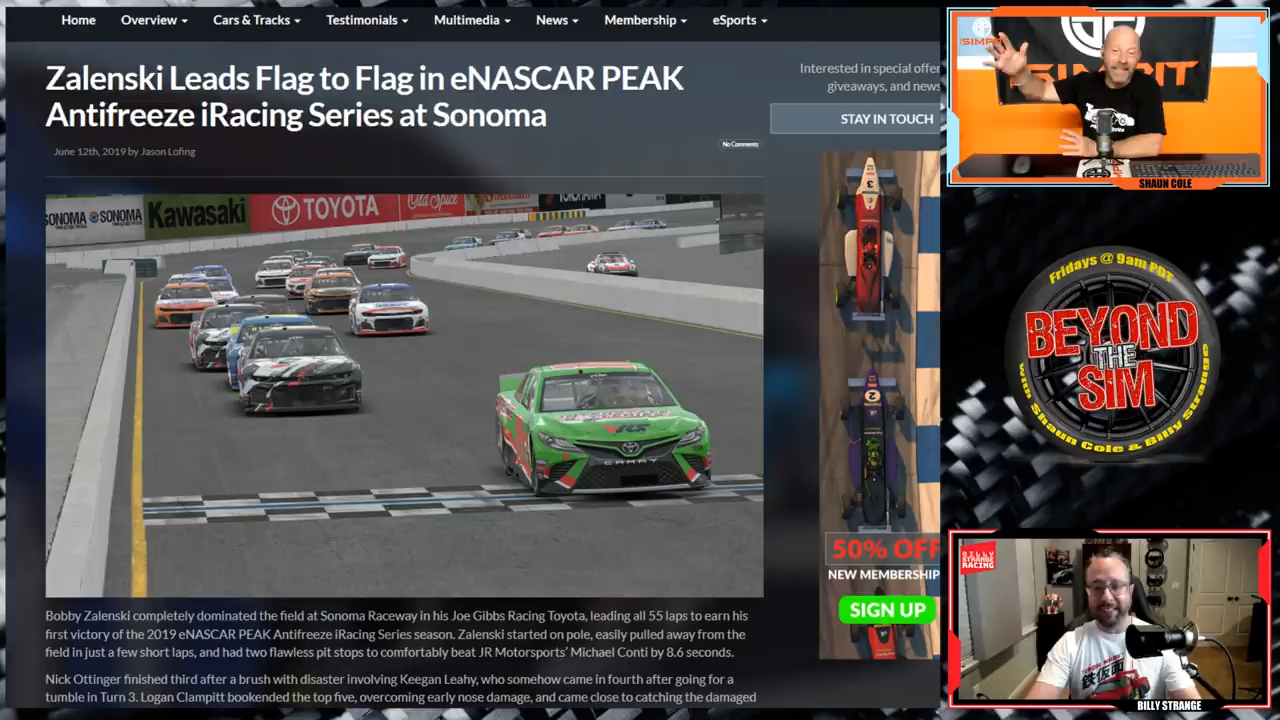 Home
Overview
Cars & Tracks
Testimonials
Multimedia
News
Membership
eSports
Zalenski Leads Flag to Flag in eNASCAR PEAK
Antifreeze iRacing Series at Sonoma
June 12th, 2019 by Jason Lofing
No Comments
Interested in special offer
giveaways, and news
STAY IN TOUCH
SONOMA
SONOMA
Kawasaki
TOYOTA
Old Spice
CAMRY
Bobby Zalenski completely dominated the field at Sonoma Raceway in his Joe Gibbs Racing Toyota, leading all 55 laps to earn his
first victory of the 2019 eNASCAR PEAK Antifreeze iRacing Series season. Zalenski started on pole, easily pulled away from the
field in just a few short laps, and had two flawless pit stops to comfortably beat JR Motorsports' Michael Conti by 8.6 seconds.
Nick Ottinger finished third after a brush with disaster involving Keegan Leahy, who somehow came in fourth after going for a
tumble in Turn 3. Logan Clampitt bookended the top five, overcoming early nose damage, and came close to catching the damaged
3
2
50% OFF
NEW MEMBERSHIP
SIGN UP
SHAUN COLE
Fridays @ 9am PDT
BEYOND
THE
SIM
with Shaun Cole & Billy Strange
BILLY
STRANGE
RACING
鉄仮面
BILLY STRANGE